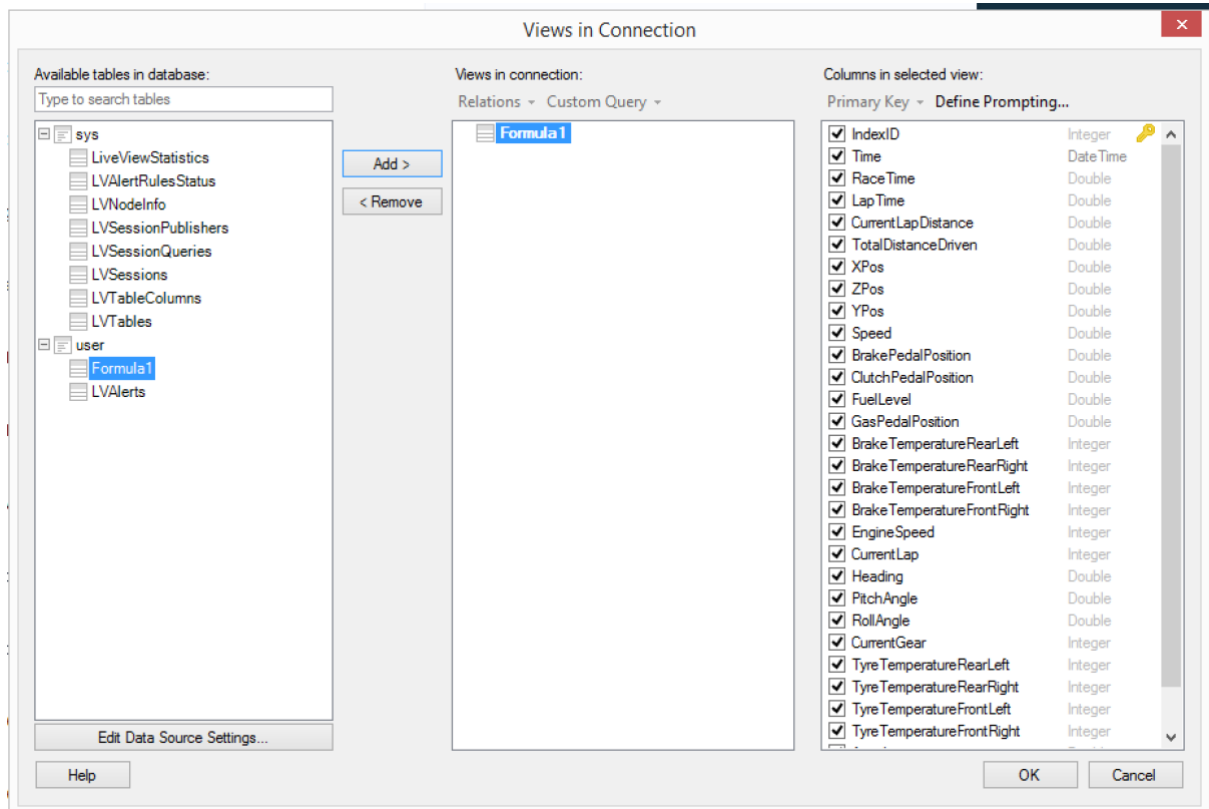 Views in Connection
Available tables in database:
Type to search tables
sys
LiveViewStatistics
LVAlertRulesStatus
LVNodeInfo
LVSessionPublishers
LVSessionQueries
LVSessions
LVTableColumns
LVTables
user
Formula1
LVAlerts
Edit Data Source Settings...
Help
Add >
< Remove
Views in connection:
Relations Custom Query
Formula1
Columns in selected view:
Primary Key Define Prompting...
IndexID Integer
Time DateTime
RaceTime Double
LapTime Double
CurrentLapDistance Double
TotalDistanceDriven Double
XPos Double
ZPos Double
YPos Double
Speed Double
BrakePedalPosition Double
ClutchPedalPosition Double
FuelLevel Double
GasPedalPosition Double
BrakeTemperatureRearLeft Integer
BrakeTemperatureRearRight Integer
BrakeTemperatureFrontLeft Integer
BrakeTemperatureFrontRight Integer
EngineSpeed Integer
CurrentLap Integer
Heading Double
PitchAngle Double
RollAngle Double
CurrentGear Integer
TyreTemperatureRearLeft Integer
TyreTemperatureRearRight Integer
TyreTemperatureFrontLeft Integer
TyreTemperatureFrontRight Integer
OK
Cancel